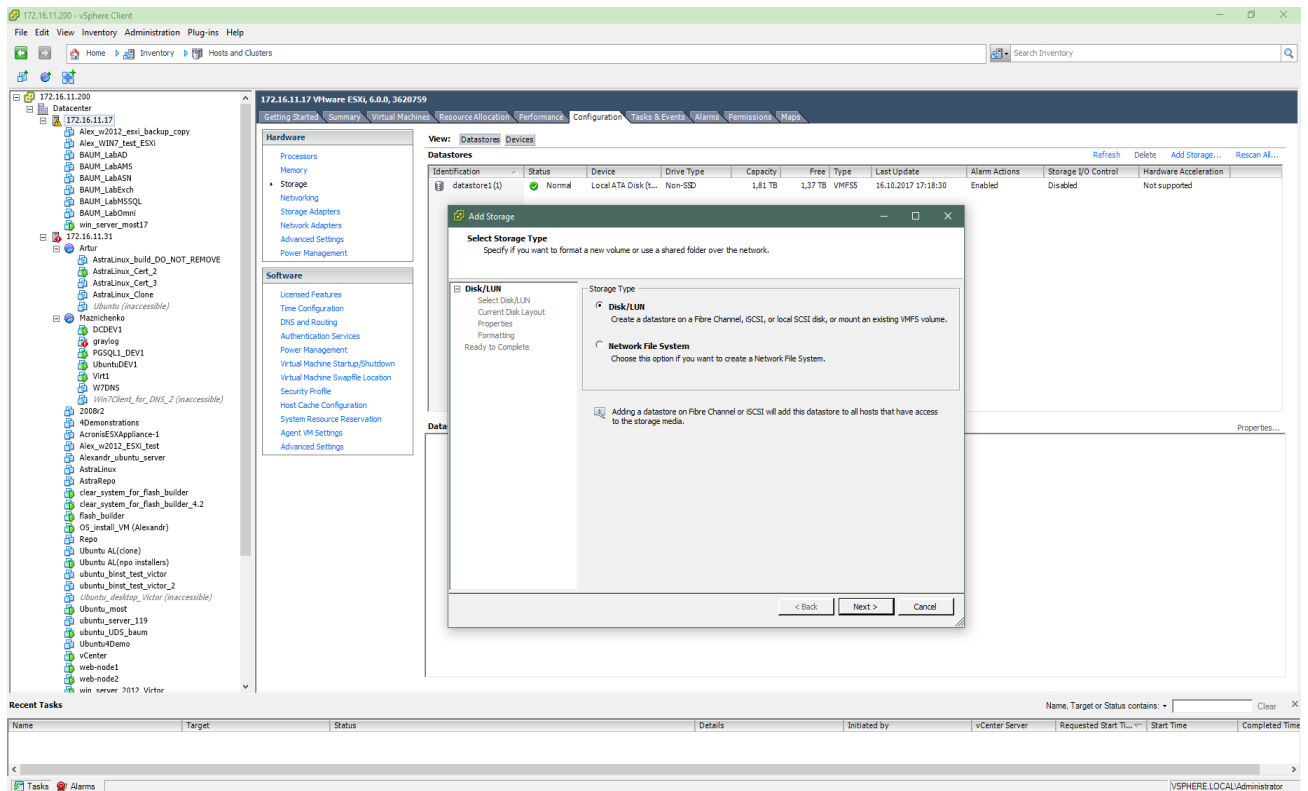 172.16.11.200 - vSphere Client
File Edit View Inventory Administration Plug-ins Help
Home Inventory Hosts and Clusters
Search Inventory
172.16.11.200
Datacenter
172.16.11.17
Alex_w2012_esxi_backup_copy
Alex_WIN7_test_ESXi
BAUM_LabAD
BAUM_LabAMS
BAUM_LabASN
BAUM_LabExch
BAUM_LabMSSQL
BAUM_LabOmni
win_server_most17
172.16.11.31
Artur
AstraLinux_build_DO_NOT_REMOVE
AstraLinux_Cert_2
AstraLinux_Cert_3
AstraLinux_Clone
Ubuntu (inaccessible)
Maznichenko
DCDEV1
graylog
PGSQL1_DEV1
UbuntuDEV1
Virt1
W7DNS
Win7Client_for_DNS_2 (inaccessible)
2008r2
4Demonstrations
AcronisESXAppliance-1
Alex_w2012_ESXI_test
Alexandr_ubuntu_server
AstraLinux
AstraRepo
clear_system_for_flash_builder
clear_system_for_flash_builder_4.2
flash_builder
OS_install_VM (Alexandr)
Repo
Ubuntu AL(clone)
Ubuntu AL(npo installers)
ubuntu_binst_test_victor
ubuntu_binst_test_victor_2
Ubuntu_desktop_Victor (inaccessible)
Ubuntu_most
ubuntu_server_119
ubuntu_UDS_baum
Ubuntu4Demo
vCenter
web-node1
web-node2
win_server_2012_Victor
172.16.11.17 VMware ESXi, 6.0.0, 3620759
Getting Started Summary Virtual Machines Resource Allocation Performance Configuration Tasks & Events Alarms Permissions Maps
Hardware
Processors
Memory
Storage
Networking
Storage Adapters
Network Adapters
Advanced Settings
Power Management
Software
Licensed Features
Time Configuration
DNS and Routing
Authentication Services
Power Management
Virtual Machine Startup/Shutdown
Virtual Machine Swapfile Location
Security Profile
Host Cache Configuration
System Resource Reservation
Agent VM Settings
Advanced Settings
View: Datastores Devices
Datastores Refresh Delete Add Storage... Rescan All...
Identification Status Device Drive Type Capacity Free Type Last Update Alarm Actions Storage I/O Control Hardware Acceleration
datastore1 (1) Normal Local ATA Disk (t... Non-SSD 1,81 TB 1,37 TB VMFS5 16.10.2017 17:18:30 Enabled Disabled Not supported
Data
Properties...
Add Storage
Select Storage Type
Specify if you want to format a new volume or use a shared folder over the network.
Disk/LUN
Select Disk/LUN
Current Disk Layout
Properties
Formatting
Ready to Complete
Storage Type
Disk/LUN
Create a datastore on a Fibre Channel, iSCSI, or local SCSI disk, or mount an existing VMFS volume.
Network File System
Choose this option if you want to create a Network File System.
Adding a datastore on Fibre Channel or iSCSI will add this datastore to all hosts that have access
to the storage media.
< Back Next > Cancel
Recent Tasks
Name, Target or Status contains: Clear
Name Target Status Details Initiated by vCenter Server Requested Start Ti... Start Time Completed Time
Tasks Alarms
VSPHERE.LOCAL\Administrator